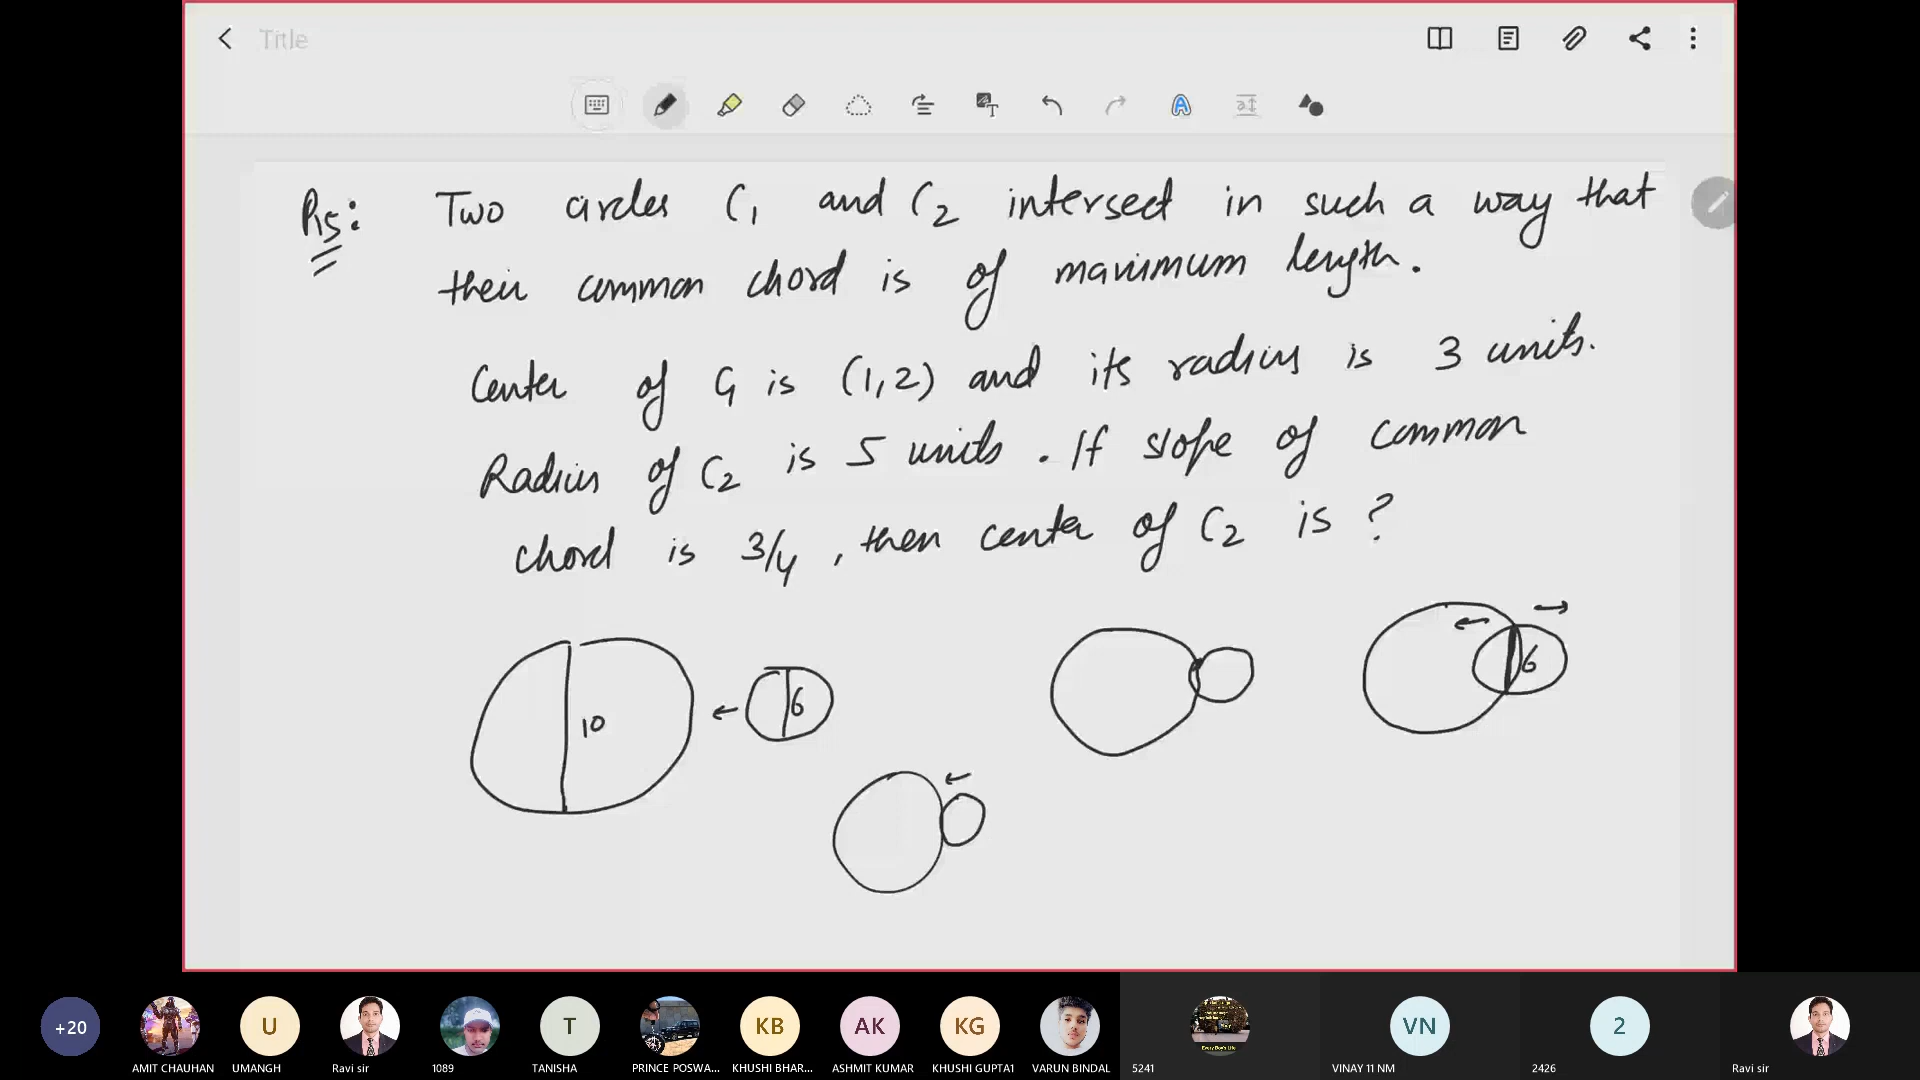 Title
Q15: Two circles C1 and C2 intersect in such a way that
their common chord is of maximum length.
Center of C1 is (1,2) and its radius is 3 units.
Radius of C2 is 5 units. If slope of common
chord is 3/4, then center of C2 is ?
10
6
6
+20
U
T
KB
AK
KG
VN
2
AMIT CHAUHAN
UMANGH
Ravi sir
1089
TANISHA
PRINCE POSWA...
KHUSHI BHAR...
ASHMIT KUMAR
KHUSHI GUPTA1
VARUN BINDAL
5241
VINAY 11 NM
2426
Ravi sir